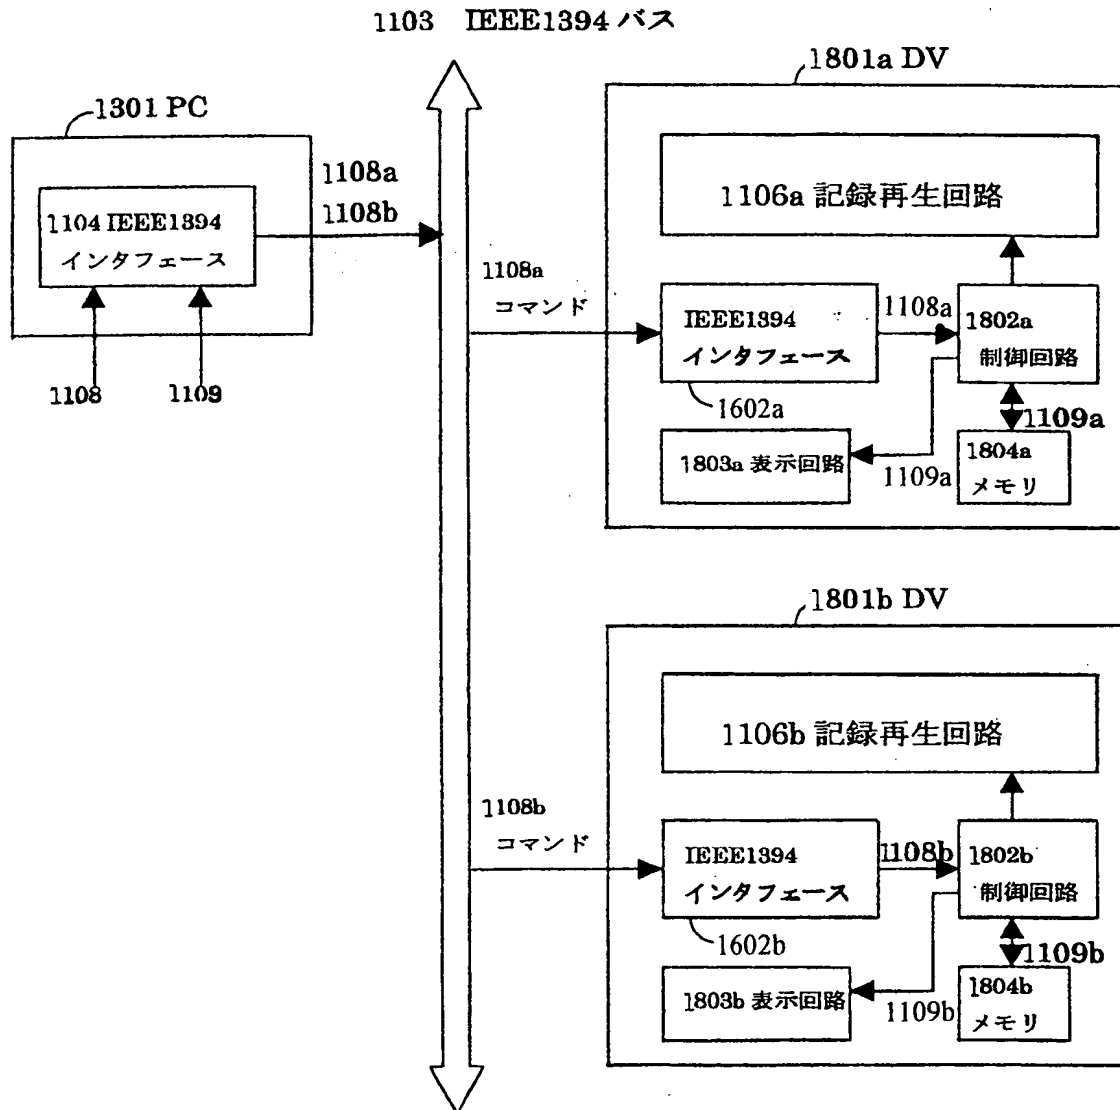 1103 IEEE1394 バス
1301 PC
1104 IEEE1394
インタフェース
1108
1109
1108a
1108b
1801a DV
1106a 記録再生回路
1108a
コマンド
IEEE1394
インタフェース
1602a
1108a
1802a
制御回路
1109a
1803a 表示回路
1109a
1804a
メモリ
1801b DV
1106b 記録再生回路
1108b
コマンド
IEEE1394
インタフェース
1602b
1108b
1802b
制御回路
1109b
1803b 表示回路
1109b
1804b
メモリ